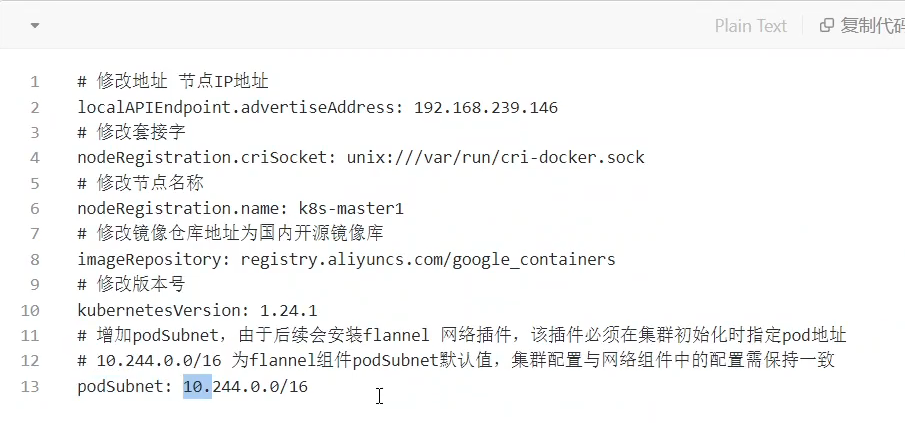 Plain Text 复制代码
1 # 修改地址 节点IP地址
2 localAPIEndpoint.advertiseAddress: 192.168.239.146
3 # 修改套接字
4 nodeRegistration.criSocket: unix:///var/run/cri-docker.sock
5 # 修改节点名称
6 nodeRegistration.name: k8s-master1
7 # 修改镜像仓库地址为国内开源镜像库
8 imageRepository: registry.aliyuncs.com/google_containers
9 # 修改版本号
10 kubernetesVersion: 1.24.1
11 # 增加podSubnet，由于后续会安装flannel 网络插件，该插件必须在集群初始化时指定pod地址
12 # 10.244.0.0/16 为flannel组件podSubnet默认值，集群配置与网络组件中的配置需保持一致
13 podSubnet: 10.244.0.0/16